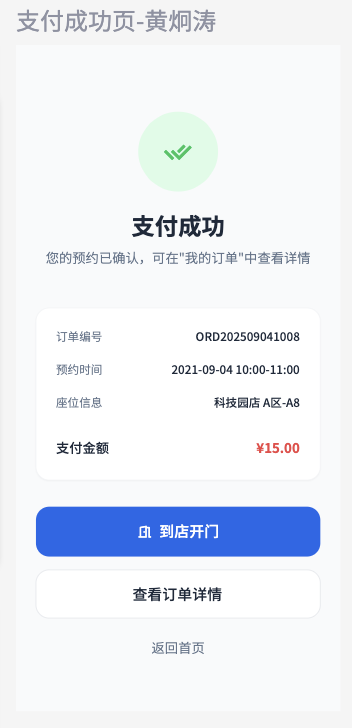 支付成功页-黄炯涛
支付成功
您的预约已确认，可在"我的订单"中查看详情
订单编号 ORD202509041008
预约时间 2021-09-04 10:00-11:00
座位信息 科技园店 A区-A8
支付金额 ¥15.00
到店开门
查看订单详情
返回首页